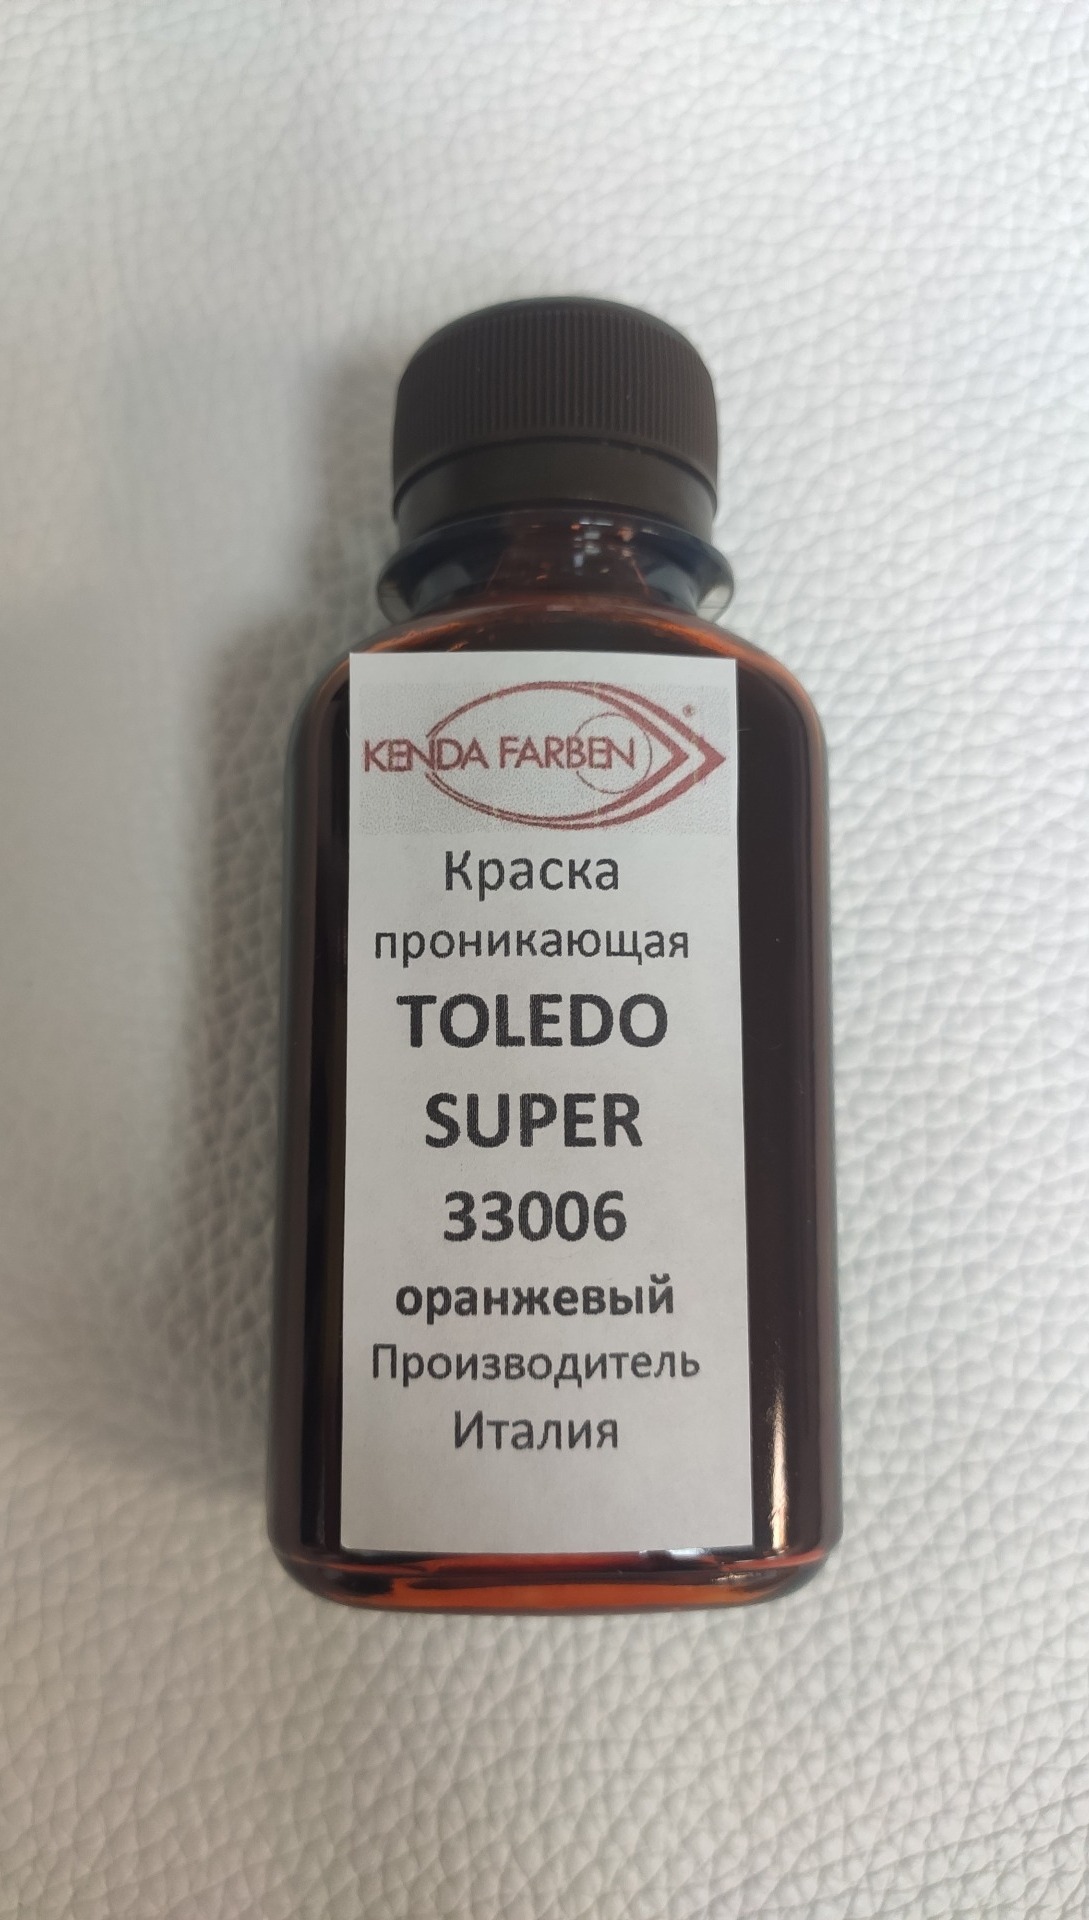 KENDA FARBEN ®
Краска
проникающая
TOLEDO
SUPER
33006
оранжевый
Производитель
Италия